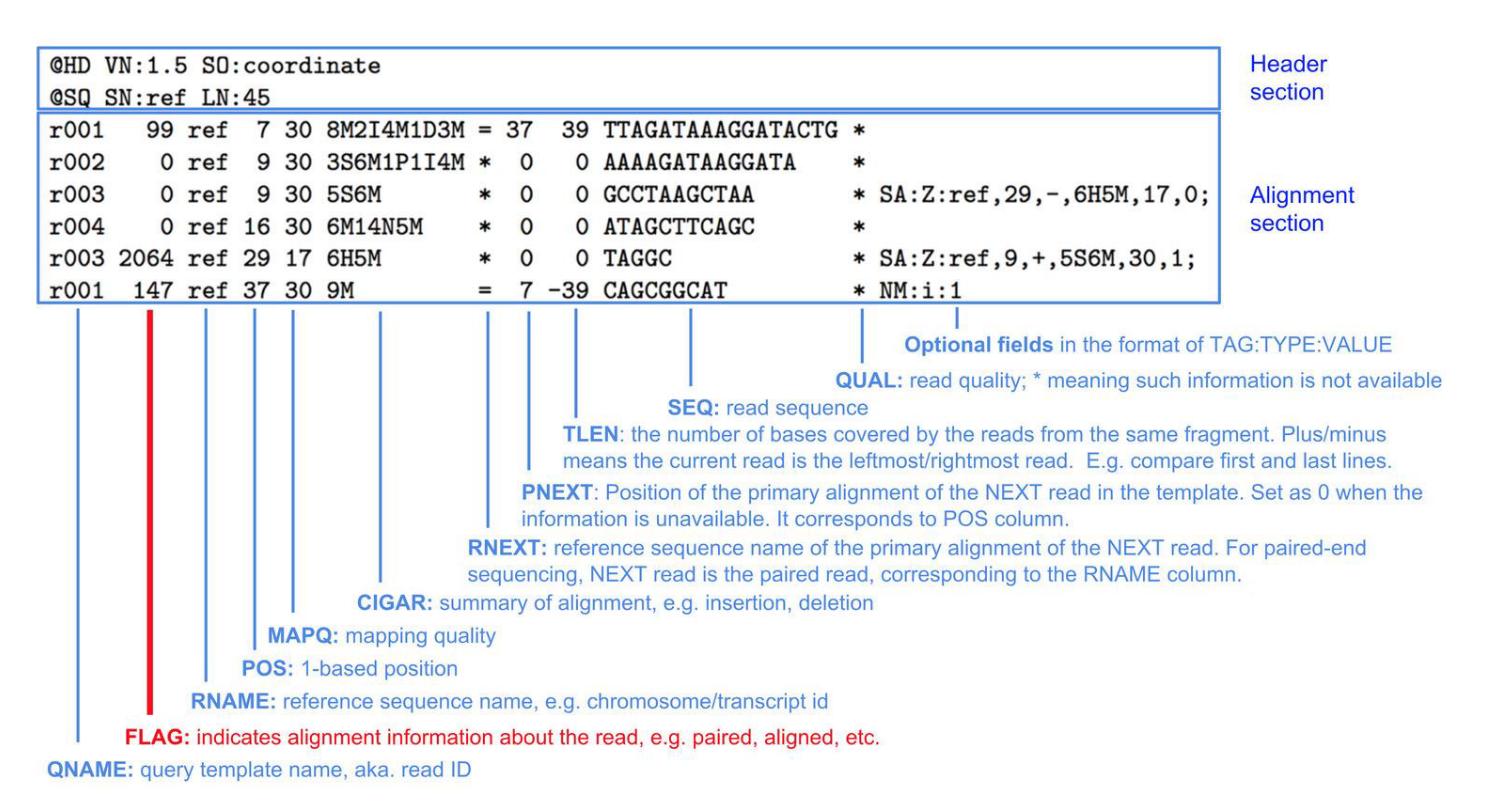 @HD VN:1.5 SO:coordinate
@SQ SN:ref LN:45
Header
section
r001 99 ref 7 30 8M2I4M1D3M = 37 39 TTAGATAAAGGATACTG *
r002 0 ref 9 30 3S6M1P1I4M * 0 0 AAAAGATAAGGATA *
r003 0 ref 9 30 5S6M * 0 0 GCCTAAGCTAA * SA:Z:ref,29,-,6H5M,17,0;
r004 0 ref 16 30 6M14N5M * 0 0 ATAGCTTCAGC *
r003 2064 ref 29 17 6H5M * 0 0 TAGGC * SA:Z:ref,9,+,5S6M,30,1;
r001 147 ref 37 30 9M = 7 -39 CAGCGGCAT * NM:i:1
Alignment
section
Optional fields in the format of TAG:TYPE:VALUE
QUAL: read quality; * meaning such information is not available
SEQ: read sequence
TLEN: the number of bases covered by the reads from the same fragment. Plus/minus
means the current read is the leftmost/rightmost read. E.g. compare first and last lines.
PNEXT: Position of the primary alignment of the NEXT read in the template. Set as 0 when the
information is unavailable. It corresponds to POS column.
RNEXT: reference sequence name of the primary alignment of the NEXT read. For paired-end
sequencing, NEXT read is the paired read, corresponding to the RNAME column.
CIGAR: summary of alignment, e.g. insertion, deletion
MAPQ: mapping quality
POS: 1-based position
RNAME: reference sequence name, e.g. chromosome/transcript id
FLAG: indicates alignment information about the read, e.g. paired, aligned, etc.
QNAME: query template name, aka. read ID